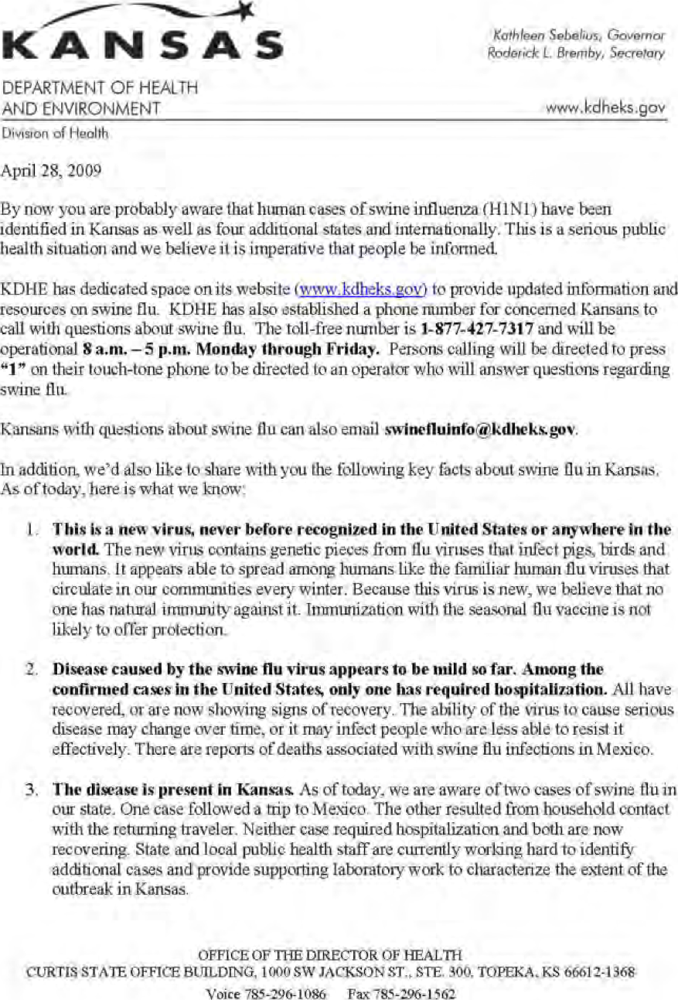 KANSAS
Kathleen Sebelius, Governor
Roderick L. Bremby, Secretary
DEPARTMENT OF HEALTH
AND ENVIRONMENT
www.kdheks.gov
Division of Health
April 28, 2009
By now you are probably aware that human cases of swine influenza (H1N1) have been
identified in Kansas as well as four additional states and internationally. This is a serious public
health situation and we believe it is imperative that people be informed.
KDHE has dedicated space on its website (www.kdheks.gov) to provide updated information and
resources on swine flu. KDHE has also established a phone number for concerned Kansans to
call with questions about swine flu. The toll-free number is 1-877-427-7317 and will be
operational 8 a.m. – 5 p.m. Monday through Friday. Persons calling will be directed to press
“1” on their touch-tone phone to be directed to an operator who will answer questions regarding
swine flu.
Kansans with questions about swine flu can also email swinefluinfo@kdheks.gov.
In addition, we’d also like to share with you the following key facts about swine flu in Kansas.
As of today, here is what we know:
1. This is a new virus, never before recognized in the United States or anywhere in the
world. The new virus contains genetic pieces from flu viruses that infect pigs, birds and
humans. It appears able to spread among humans like the familiar human flu viruses that
circulate in our communities every winter. Because this virus is new, we believe that no
one has natural immunity against it. Immunization with the seasonal flu vaccine is not
likely to offer protection.
2. Disease caused by the swine flu virus appears to be mild so far. Among the
confirmed cases in the United States, only one has required hospitalization. All have
recovered, or are now showing signs of recovery. The ability of the virus to cause serious
disease may change over time, or it may infect people who are less able to resist it
effectively. There are reports of deaths associated with swine flu infections in Mexico.
3. The disease is present in Kansas. As of today, we are aware of two cases of swine flu in
our state. One case followed a trip to Mexico. The other resulted from household contact
with the returning traveler. Neither case required hospitalization and both are now
recovering. State and local public health staff are currently working hard to identify
additional cases and provide supporting laboratory work to characterize the extent of the
outbreak in Kansas.
OFFICE OF THE DIRECTOR OF HEALTH
CURTIS STATE OFFICE BUILDING, 1000 SW JACKSON ST., STE. 300, TOPEKA, KS 66612-1368
Voice 785-296-1086 Fax 785-296-1562